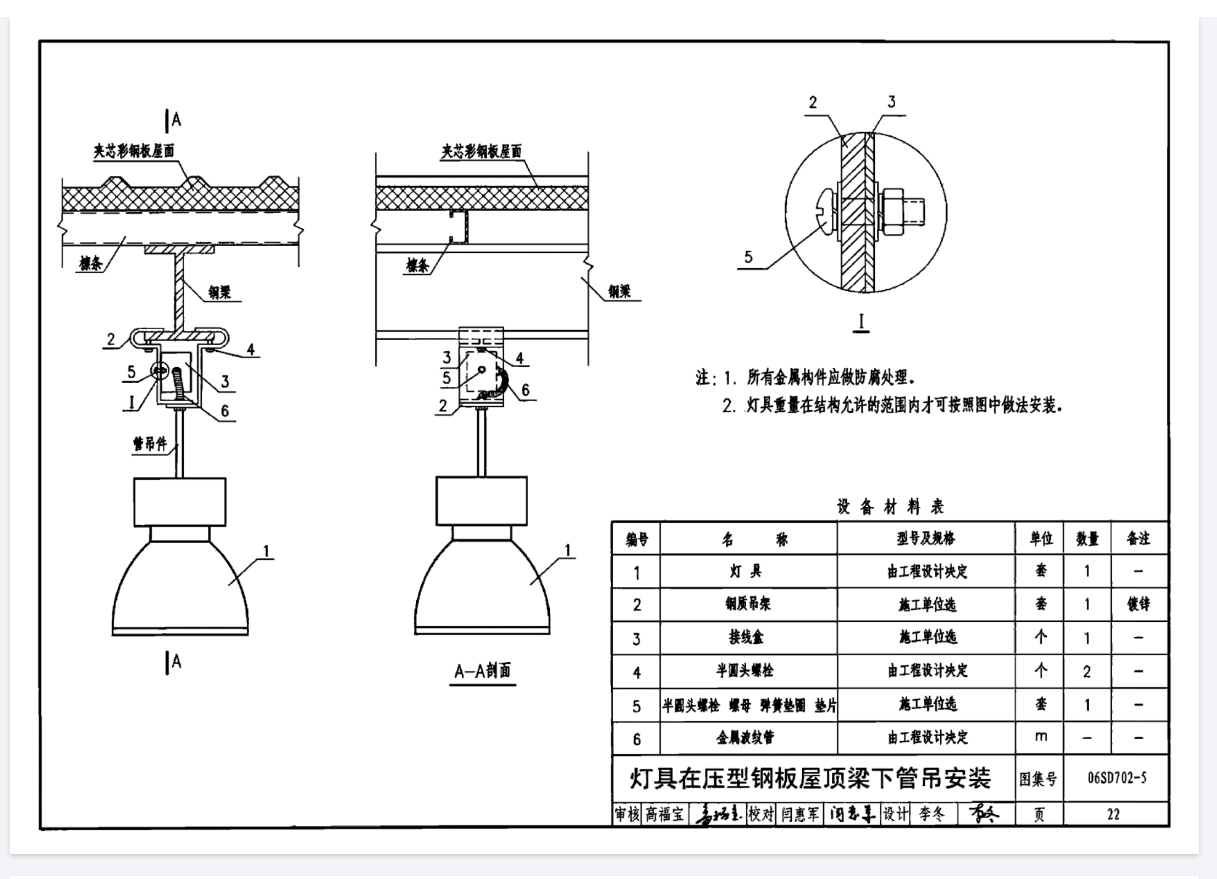 A
夹芯彩钢板屋面
檩条
钢梁
2
4
5
3
I
6
管吊件
1
A
夹芯彩钢板屋面
檩条
钢梁
3
4
5
6
2
1
A—A剖面
2
3
5
I
注: 1. 所有金属构件应做防腐处理。
2. 灯具重量在结构允许的范围内才可按照图中做法安装。
设备材料表
编号 名称 型号及规格 单位 数量 备注
1 灯具 由工程设计决定 套 1 —
2 钢质吊架 施工单位选 套 1 镀锌
3 接线盒 施工单位选 个 1 —
4 半圆头螺栓 由工程设计决定 个 2 —
5 半圆头螺栓 螺母 弹簧垫圈 垫片 施工单位选 套 1 —
6 金属波纹管 由工程设计决定 m — —
灯具在压型钢板屋顶梁下管吊安装 图集号 06SD702-5
审核 高福宝 校对 闫惠军 闫惠军 设计 李冬 李冬 页 22